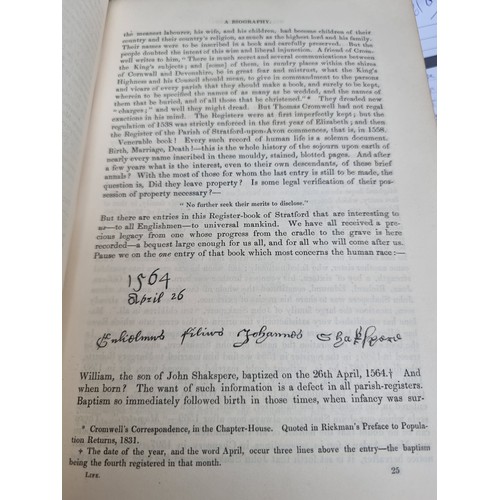 A BIOGRAPHY.
the meanest labourer, his wife, and his children, had become children of their
country and their country's religion, as much as the highest lord and his family.
Their names were to be inscribed in a book and carefully preserved. But the
people doubted the intent of this wise and liberal injunction. A friend of Crom-
well writes to him, "There is much secret and several communications between
the King's subjects; and [some] of them, in sundry places within the shires
of Cornwall and Devonshire, be in great fear and mistrust, what the King's
Highness and his Council should mean, to give in commandment to the parsons
and vicars of every parish that they should make a book, and surely to be kept,
wherein to be specified the names of as many as be wedded, and the names of
them that be buried, and of all those that be christened."* They dreaded new
"charges;" and well they might dread. But Thomas Cromwell had not regal
exactions in his mind. The Registers were at first imperfectly kept; but the
regulation of 1538 was strictly enforced in the first year of Elizabeth; and then
the Register of the Parish of Stratford-upon-Avon commences, that is, in 1558.
Venerable book! Every such record of human life is a solemn document.
Birth, Marriage, Death!—this is the whole history of the sojourn upon earth of
nearly every name inscribed in these mouldy, stained, blotted pages. And after
a few years what is the interest, even to their own descendants, of these brief
annals? With the most of those for whom the last entry is still to be made, the
question is, Did they leave property? Is some legal verification of their pos-
session of property necessary?—
"No further seek their merits to disclose."
But there are entries in this Register-book of Stratford that are interesting to
us—to all Englishmen—to universal mankind. We have all received a pre-
cious legacy from one whose progress from the cradle to the grave is here
recorded—a bequest large enough for us all, and for all who will come after us.
Pause we on the one entry of that book which most concerns the human race:—
1564
April 26
Gulielmus filius Johannes Shakspere
William, the son of John Shakspere, baptized on the 26th April, 1564.† And
when born? The want of such information is a defect in all parish-registers.
Baptism so immediately followed birth in those times, when infancy was sur-
* Cromwell's Correspondence, in the Chapter-House. Quoted in Rickman's Preface to Popula-
tion Returns, 1831.
† The date of the year, and the word April, occur three lines above the entry—the baptism
being the fourth registered in that month.
LIFE. 25